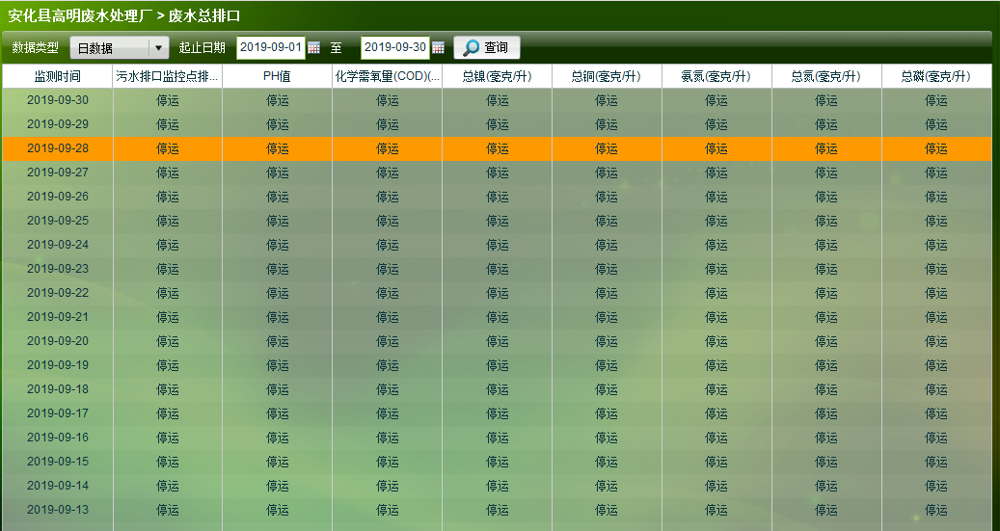 安化县高明废水处理厂 > 废水总排口
数据类型 日数据 起止日期 2019-09-01 至 2019-09-30 查询
监测时间 污水排口监控点排... PH值 化学需氧量(COD)(... 总镍(毫克/升) 总铜(毫克/升) 氨氮(毫克/升) 总氮(毫克/升) 总磷(毫克/升)
2019-09-30 停运 停运 停运 停运 停运 停运 停运 停运
2019-09-29 停运 停运 停运 停运 停运 停运 停运 停运
2019-09-28 停运 停运 停运 停运 停运 停运 停运 停运
2019-09-27 停运 停运 停运 停运 停运 停运 停运 停运
2019-09-26 停运 停运 停运 停运 停运 停运 停运 停运
2019-09-25 停运 停运 停运 停运 停运 停运 停运 停运
2019-09-24 停运 停运 停运 停运 停运 停运 停运 停运
2019-09-23 停运 停运 停运 停运 停运 停运 停运 停运
2019-09-22 停运 停运 停运 停运 停运 停运 停运 停运
2019-09-21 停运 停运 停运 停运 停运 停运 停运 停运
2019-09-20 停运 停运 停运 停运 停运 停运 停运 停运
2019-09-19 停运 停运 停运 停运 停运 停运 停运 停运
2019-09-18 停运 停运 停运 停运 停运 停运 停运 停运
2019-09-17 停运 停运 停运 停运 停运 停运 停运 停运
2019-09-16 停运 停运 停运 停运 停运 停运 停运 停运
2019-09-15 停运 停运 停运 停运 停运 停运 停运 停运
2019-09-14 停运 停运 停运 停运 停运 停运 停运 停运
2019-09-13 停运 停运 停运 停运 停运 停运 停运 停运